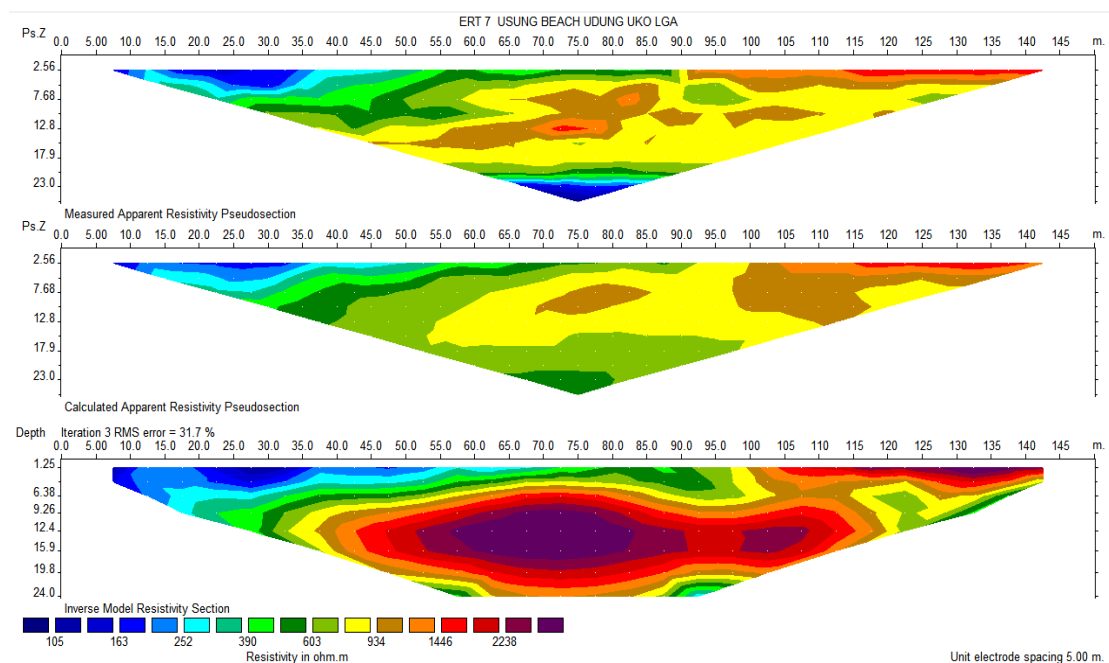 ERT 7 USUNG BEACH UDUNG UKO LGA
Ps.Z 0.0 5.00 10.0 15.0 20.0 25.0 30.0 35.0 40.0 45.0 50.0 55.0 60.0 65.0 70.0 75.0 80.0 85.0 90.0 95.0 100 105 110 115 120 125 130 135 140 145 m.
2.56
7.68
12.8
17.9
23.0
Measured Apparent Resistivity Pseudosection
Ps.Z 0.0 5.00 10.0 15.0 20.0 25.0 30.0 35.0 40.0 45.0 50.0 55.0 60.0 65.0 70.0 75.0 80.0 85.0 90.0 95.0 100 105 110 115 120 125 130 135 140 145 m.
2.56
7.68
12.8
17.9
23.0
Calculated Apparent Resistivity Pseudosection
Depth Iteration 3 RMS error = 31.7 %
0.0 5.00 10.0 15.0 20.0 25.0 30.0 35.0 40.0 45.0 50.0 55.0 60.0 65.0 70.0 75.0 80.0 85.0 90.0 95.0 100 105 110 115 120 125 130 135 140 145 m.
1.25
6.38
9.26
12.4
15.9
19.8
24.0
Inverse Model Resistivity Section
105 163 252 390 603 934 1446 2238
Resistivity in ohm.m Unit electrode spacing 5.00 m.